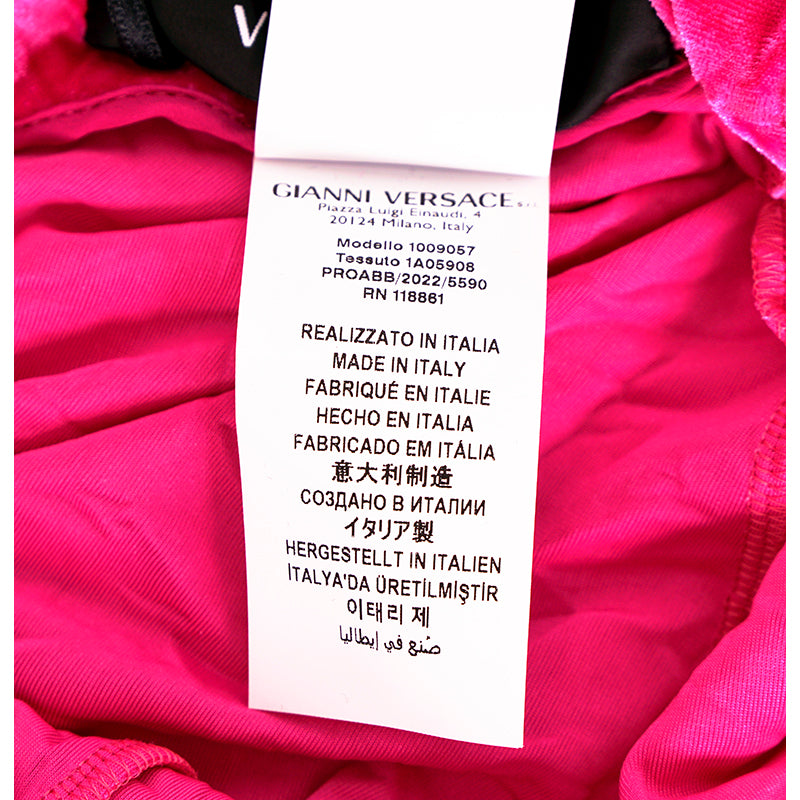 V
GIANNI VERSACE S.r.l.
Piazza Luigi Einaudi, 4
20124 Milano, Italy
Modello 1009057
Tessuto 1A05908
PROABB/2022/5590
RN 118861
REALIZZATO IN ITALIA
MADE IN ITALY
FABRIQUÉ EN ITALIE
HECHO EN ITALIA
FABRICADO EM ITÁLIA
意大利制造
СОЗДАНО В ИТАЛИИ
イタリア製
HERGESTELLT IN ITALIEN
İTALYA'DA ÜRETİLMİŞTİR
이태리 제
صُنع في إيطاليا